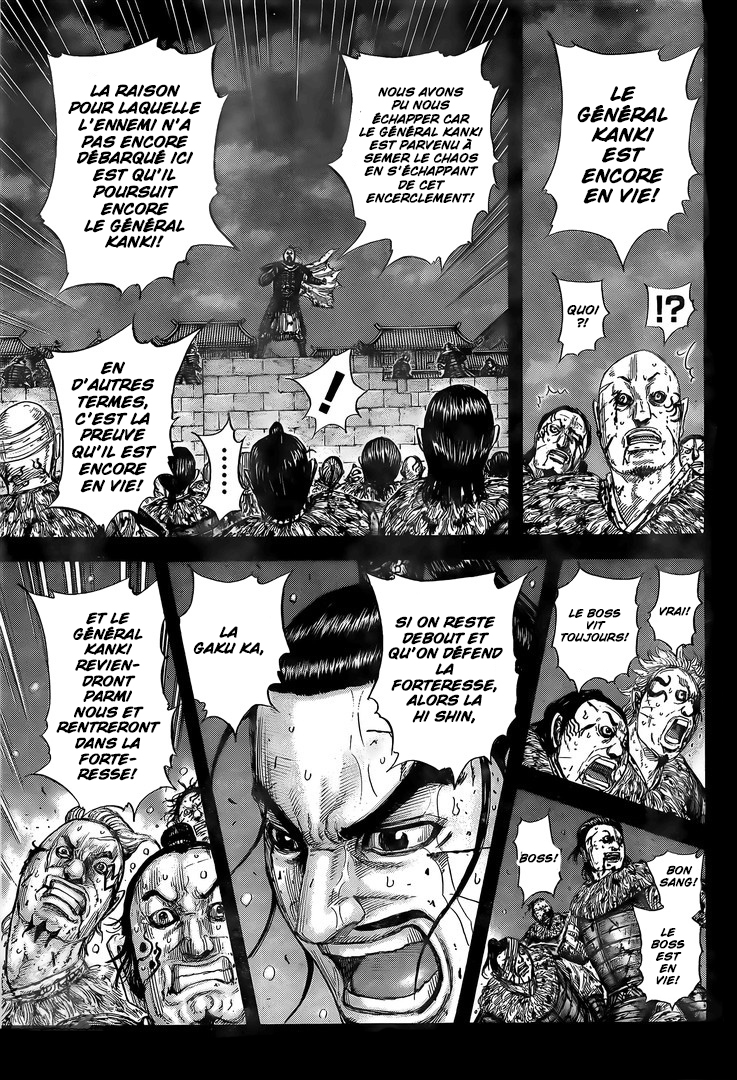 LE
GÉNÉRAL
KANKI
EST
ENCORE
EN VIE!
!?
QUOI
?!
NOUS AVONS
PU NOUS
ÉCHAPPER CAR
LE GÉNÉRAL KANKI
EST PARVENU À
SEMER LE CHAOS
EN S'ÉCHAPPANT
DE CET
ENCERCLEMENT!
LA RAISON
POUR LAQUELLE
L'ENNEMI N'A
PAS ENCORE
DÉBARQUÉ ICI
EST QU'IL
POURSUIT
ENCORE
LE GÉNÉRAL
KANKI!
!
......
EN
D'AUTRES
TERMES,
C'EST LA
PREUVE
QU'IL EST
ENCORE
EN VIE!
VRAI!
LE BOSS
VIT
TOUJOURS!
BON
SANG!
LE
BOSS
EST EN
VIE!
BOSS!
SI ON RESTE
DEBOUT ET
QU'ON DÉFEND
LA
FORTERESSE,
ALORS LA
HI SHIN,
LA
GAKU KA,
ET LE
GÉNÉRAL
KANKI
REVIEN-
DRONT
PARMI
NOUS ET
RENTRERONT
DANS LA
FORTE-
RESSE!